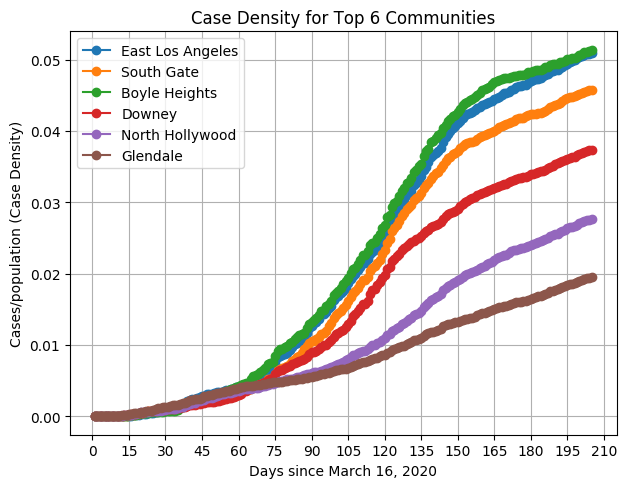 Case Density for Top 6 Communities
East Los Angeles
South Gate
Boyle Heights
Downey
North Hollywood
Glendale
Cases/population (Case Density)
0.05
0.04
0.03
0.02
0.01
0.00
0 15 30 45 60 75 90 105 120 135 150 165 180 195 210
Days since March 16, 2020